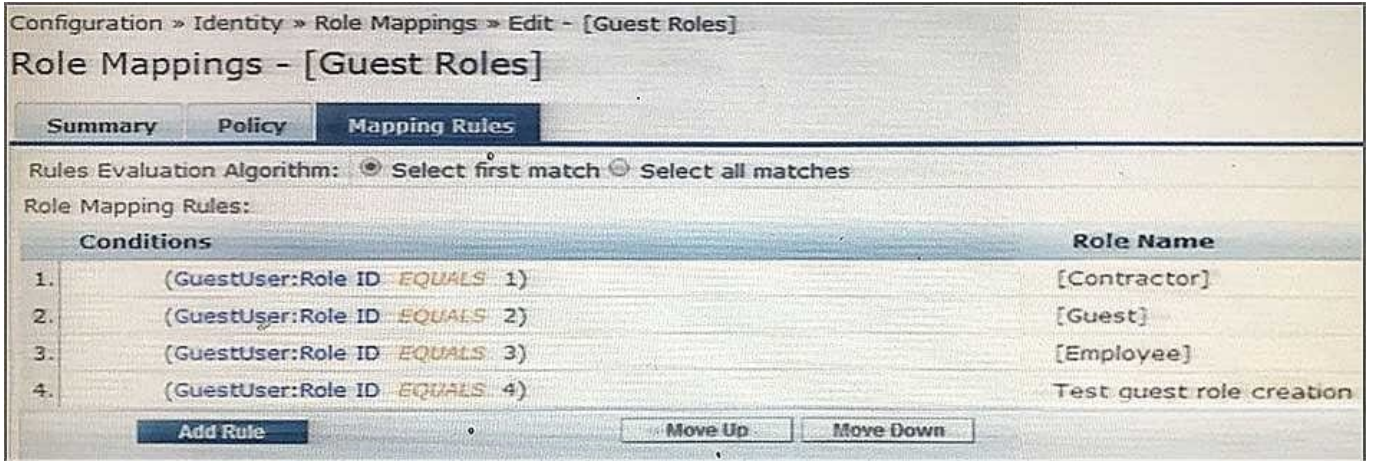 Configuration » Identity » Role Mappings » Edit - [Guest Roles]
Role Mappings - [Guest Roles]
Summary Policy Mapping Rules
Rules Evaluation Algorithm: Select first match Select all matches
Role Mapping Rules:
Conditions Role Name
1. (GuestUser:Role ID EQUALS 1) [Contractor]
2. (GuestUser:Role ID EQUALS 2) [Guest]
3. (GuestUser:Role ID EQUALS 3) [Employee]
4. (GuestUser:Role ID EQUALS 4) Test guest role creation
Add Rule Move Up Move Down